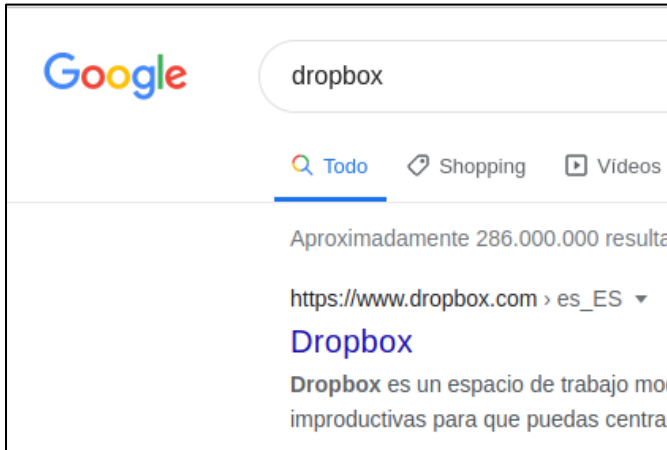 Google
dropbox
Todo Shopping Vídeos
Aproximadamente 286.000.000
https://www.dropbox.com › es_ES
Dropbox
Dropbox es un espacio de trabajo
improductivas para que puedas